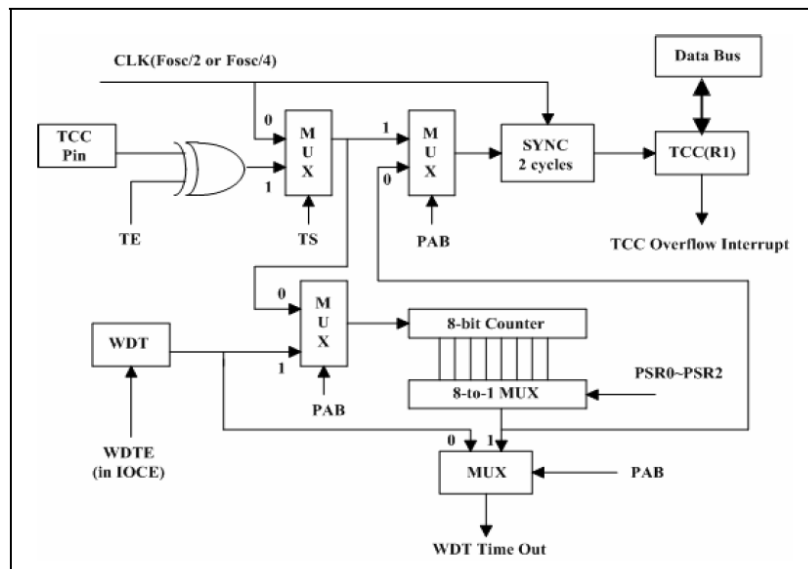 CLK(Fosc/2 or Fosc/4)
Data Bus
0
TCC
Pin
M
U
X
1
1
0
M
U
X
SYNC
2 cycles
TCC(R1)
TE
TS
PAB
TCC Overflow Interrupt
0
M
U
X
8-bit Counter
WDT
1
8-to-1 MUX
PSR0~PSR2
PAB
WDTE
(in IOCE)
0
1
MUX
PAB
WDT Time Out